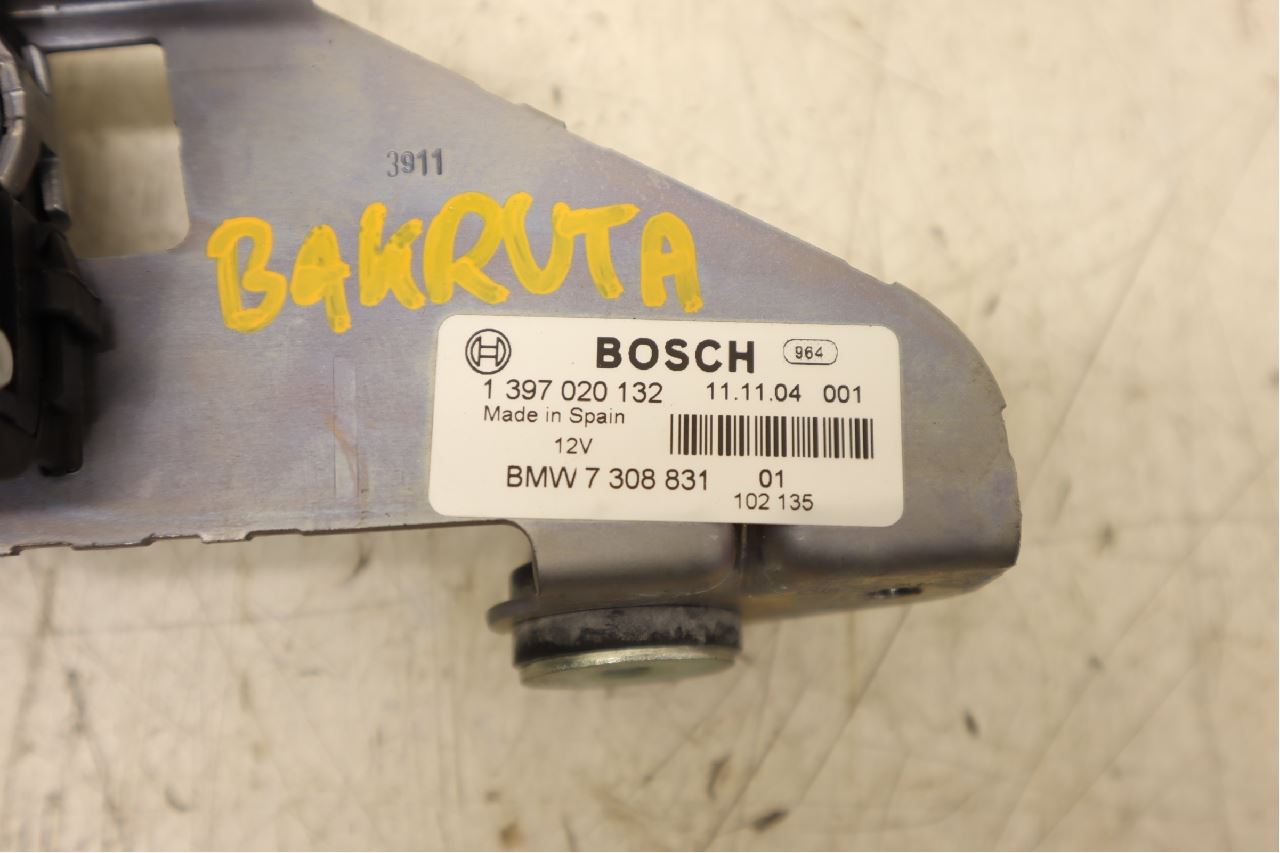 3911
BAKRUTA
BOSCH 964
1 397 020 132 11.11.04 001
Made in Spain
12V
BMW 7 308 831 01
102 135